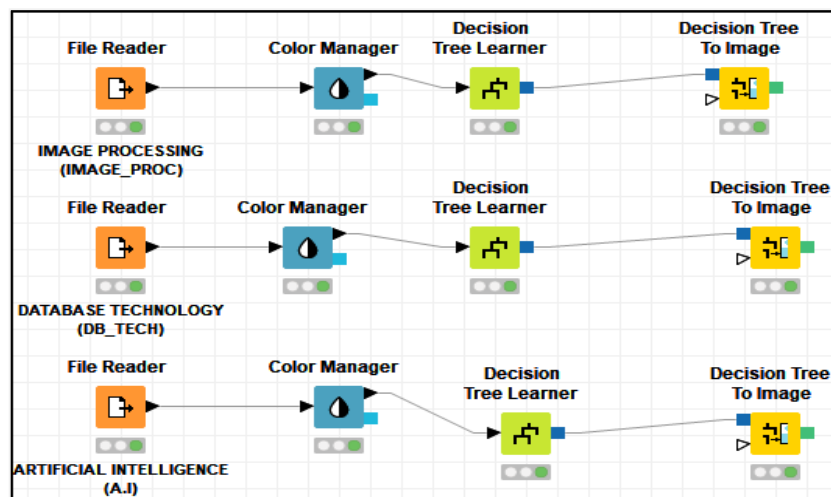 File Reader
Color Manager
Decision
Tree Learner
Decision Tree
To Image
IMAGE PROCESSING
(IMAGE_PROC)
File Reader
Color Manager
Decision
Tree Learner
Decision Tree
To Image
DATABASE TECHNOLOGY
(DB_TECH)
File Reader
Color Manager
Decision
Tree Learner
Decision Tree
To Image
ARTIFICIAL INTELLIGENCE
(A.I)